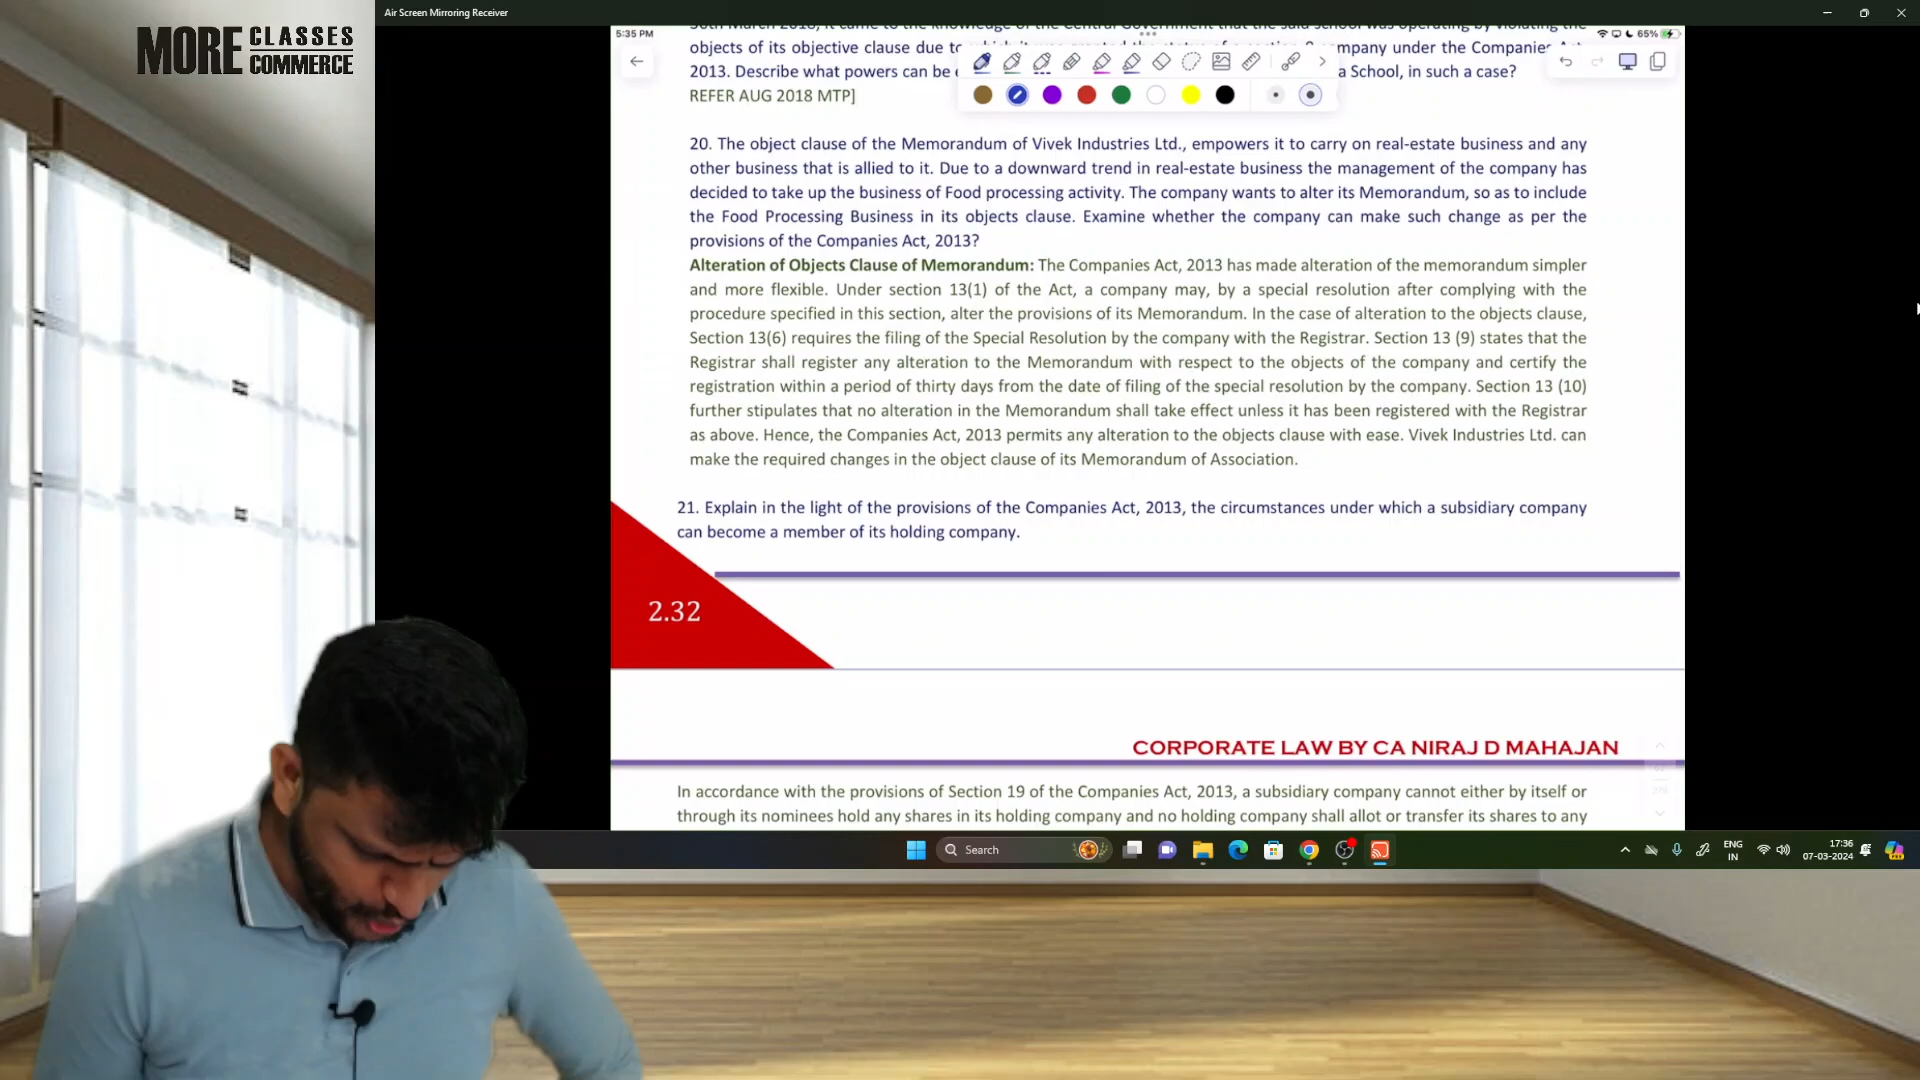 Air Screen Mirroring Receiver
MORE CLASSES COMMERCE
5:35 PM
65%
objects of its objective clause due to
mpany under the Companies Act
2013. Describe what powers can be
a School, in such a case?
REFER AUG 2018 MTP]
20. The object clause of the Memorandum of Vivek Industries Ltd., empowers it to carry on real-estate business and any
other business that is allied to it. Due to a downward trend in real-estate business the management of the company has
decided to take up the business of Food processing activity. The company wants to alter its Memorandum, so as to include
the Food Processing Business in its objects clause. Examine whether the company can make such change as per the
provisions of the Companies Act, 2013?
Alteration of Objects Clause of Memorandum: The Companies Act, 2013 has made alteration of the memorandum simpler
and more flexible. Under section 13(1) of the Act, a company may, by a special resolution after complying with the
procedure specified in this section, alter the provisions of its Memorandum. In the case of alteration to the objects clause,
Section 13(6) requires the filing of the Special Resolution by the company with the Registrar. Section 13 (9) states that the
Registrar shall register any alteration to the Memorandum with respect to the objects of the company and certify the
registration within a period of thirty days from the date of filing of the special resolution by the company. Section 13 (10)
further stipulates that no alteration in the Memorandum shall take effect unless it has been registered with the Registrar
as above. Hence, the Companies Act, 2013 permits any alteration to the objects clause with ease. Vivek Industries Ltd. can
make the required changes in the object clause of its Memorandum of Association.
21. Explain in the light of the provisions of the Companies Act, 2013, the circumstances under which a subsidiary company
can become a member of its holding company.
2.32
CORPORATE LAW BY CA NIRAJ D MAHAJAN
In accordance with the provisions of Section 19 of the Companies Act, 2013, a subsidiary company cannot either by itself or
through its nominees hold any shares in its holding company and no holding company shall allot or transfer its shares to any
Search
ENG
IN
17:36
07-03-2024